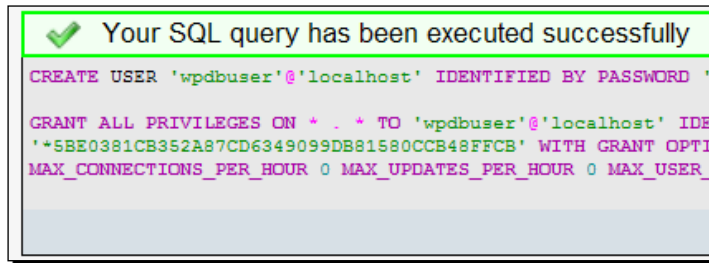 Your SQL query has been executed successfully
CREATE USER 'wpdbuser'@'localhost' IDENTIFIED BY PASSWORD '
GRANT ALL PRIVILEGES ON * . * TO 'wpdbuser'@'localhost' IDE
'*5BE0381CB352A87CD6349099DB81580CCB48FFCB' WITH GRANT OPTI
MAX_CONNECTIONS_PER_HOUR 0 MAX_UPDATES_PER_HOUR 0 MAX_USER_